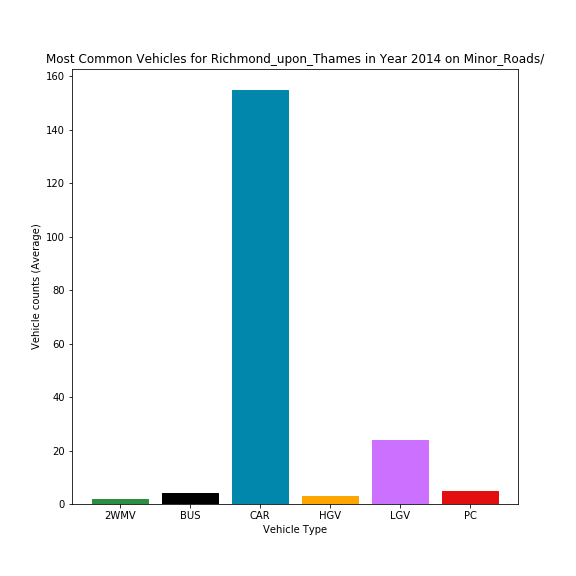 Most Common Vehicles for Richmond_upon_Thames in Year 2014 on Minor_Roads/
160
140
120
100
80
60
40
20
0
Vehicle counts (Average)
2WMV BUS CAR HGV LGV PC
Vehicle Type